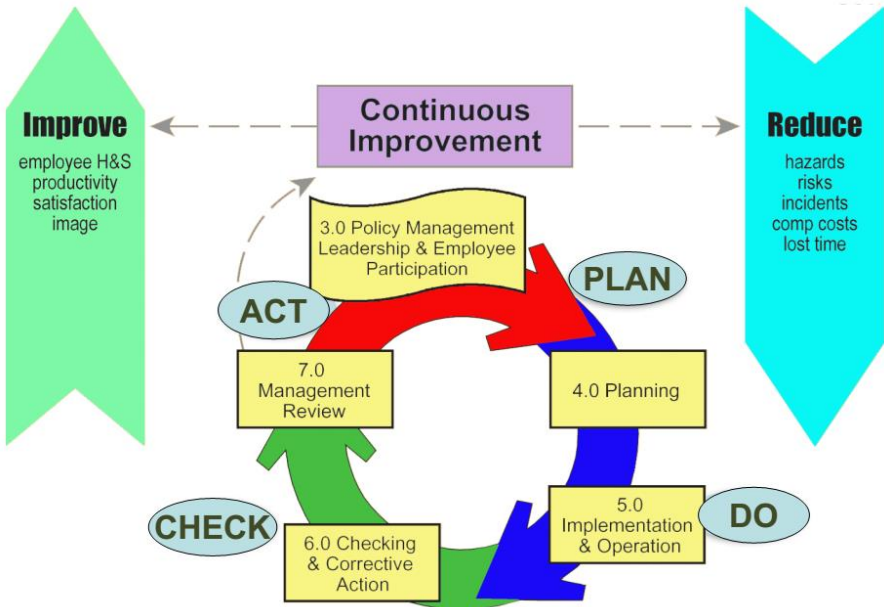 Improve
employee H&S
productivity
satisfaction
image
Continuous
Improvement
Reduce
hazards
risks
incidents
comp costs
lost time
3.0 Policy Management
Leadership & Employee
Participation
PLAN
ACT
7.0
Management
Review
4.0 Planning
CHECK
6.0 Checking
& Corrective
Action
5.0
Implementation
& Operation
DO